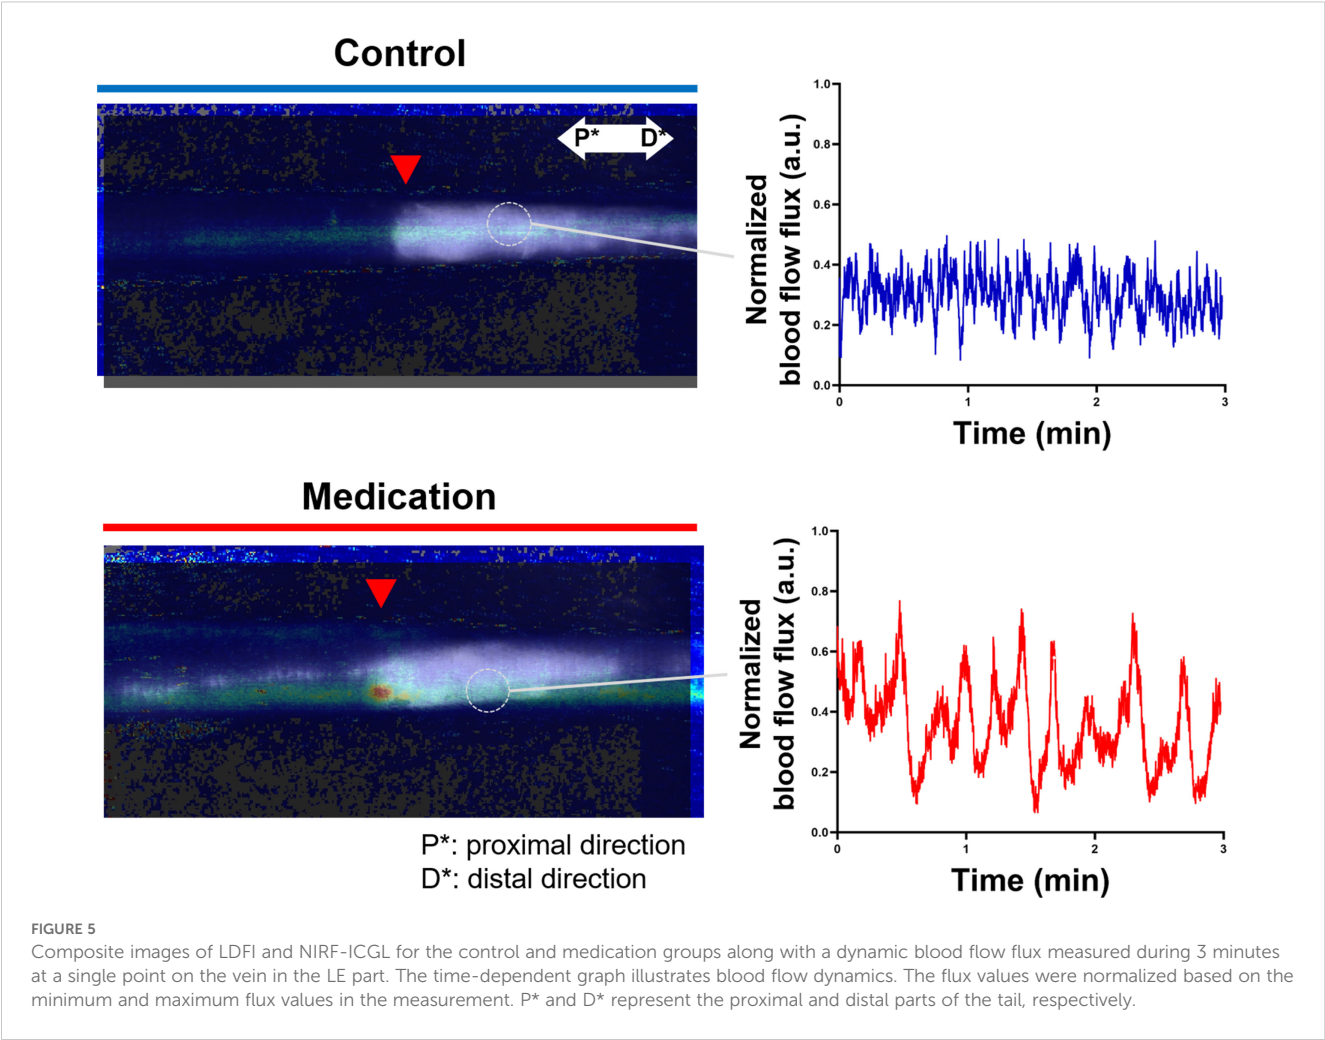 Control
P*
D*
Normalized
blood flow flux (a.u.)
1.0
0.8
0.6
0.4
0.2
0.0
0
1
2
3
Time (min)
Medication
Normalized
blood flow flux (a.u.)
1.0
0.8
0.6
0.4
0.2
0.0
0
1
2
3
Time (min)
P*: proximal direction
D*: distal direction
FIGURE 5
Composite images of LDFI and NIRF-ICGL for the control and medication groups along with a dynamic blood flow flux measured during 3 minutes
at a single point on the vein in the LE part. The time-dependent graph illustrates blood flow dynamics. The flux values were normalized based on the
minimum and maximum flux values in the measurement. P* and D* represent the proximal and distal parts of the tail, respectively.